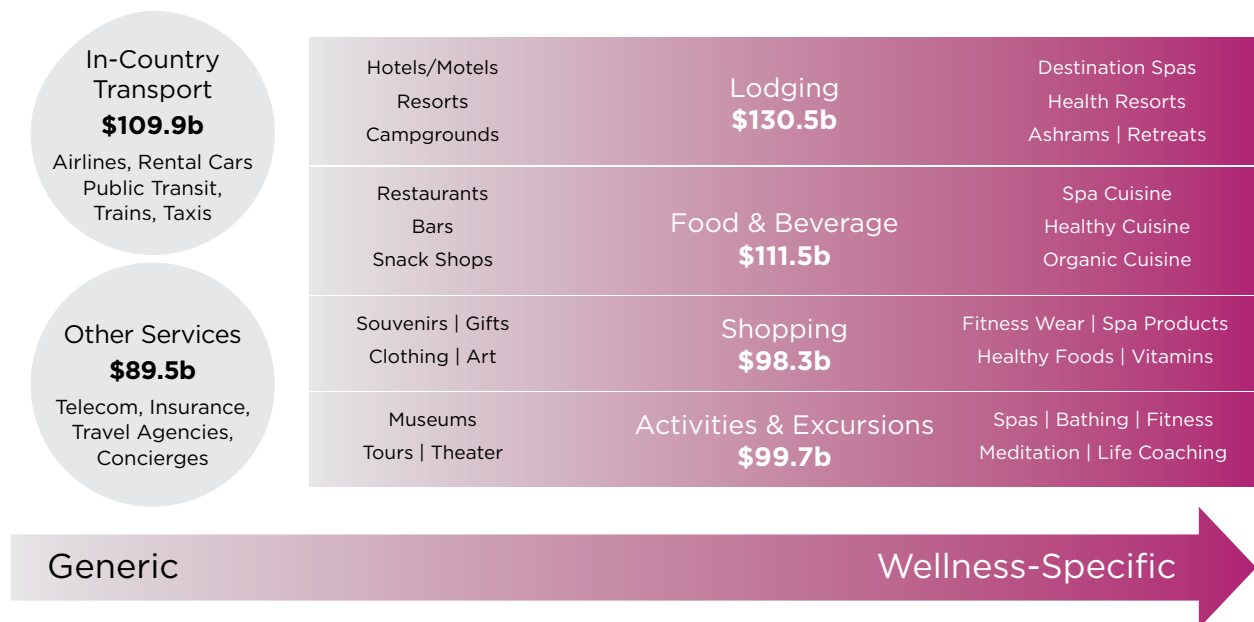 In-Country
Transport
$109.9b
Airlines, Rental Cars
Public Transit,
Trains, Taxis
Other Services
$89.5b
Telecom, Insurance,
Travel Agencies,
Concierges
Hotels/Motels
Resorts
Campgrounds
Lodging
$130.5b
Destination Spas
Health Resorts
Ashrams | Retreats
Restaurants
Bars
Snack Shops
Food & Beverage
$111.5b
Spa Cuisine
Healthy Cuisine
Organic Cuisine
Souvenirs | Gifts
Clothing | Art
Shopping
$98.3b
Fitness Wear | Spa Products
Healthy Foods | Vitamins
Museums
Tours | Theater
Activities & Excursions
$99.7b
Spas | Bathing | Fitness
Meditation | Life Coaching
Generic
Wellness-Specific